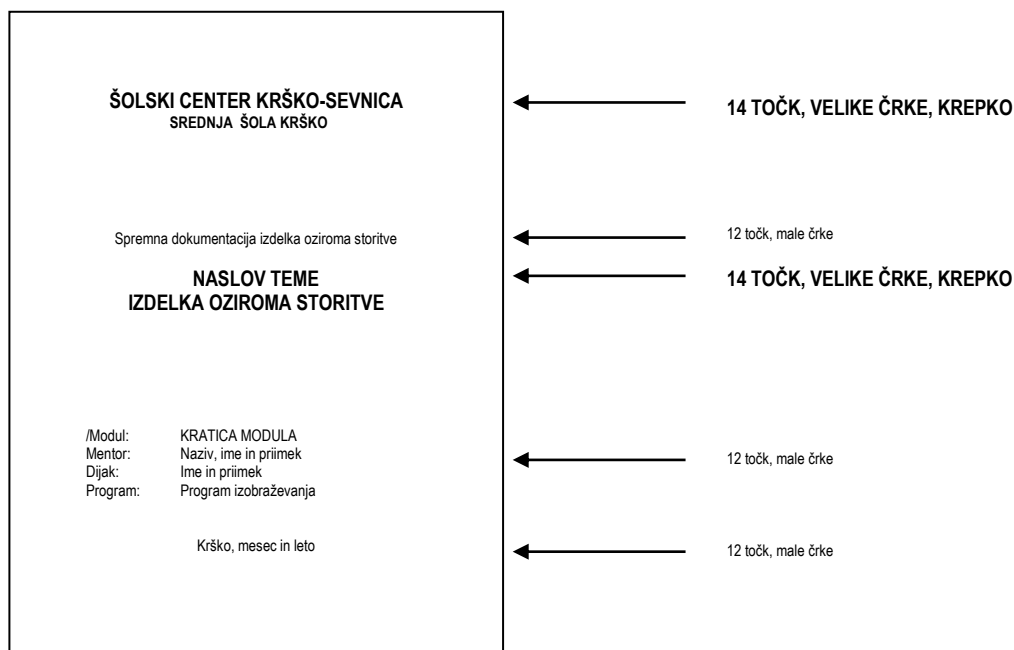 ŠOLSKI CENTER KRŠKO-SEVNICA
SREDNJA ŠOLA KRŠKO
14 TOČK, VELIKE ČRKE, KREPKO
Spremna dokumentacija izdelka oziroma storitve
12 točk, male črke
NASLOV TEME
IZDELKA OZIROMA STORITVE
14 TOČK, VELIKE ČRKE, KREPKO
/Modul: KRATICA MODULA
Mentor: Naziv, ime in priimek
Dijak: Ime in priimek
Program: Program izobraževanja
12 točk, male črke
Krško, mesec in leto
12 točk, male črke